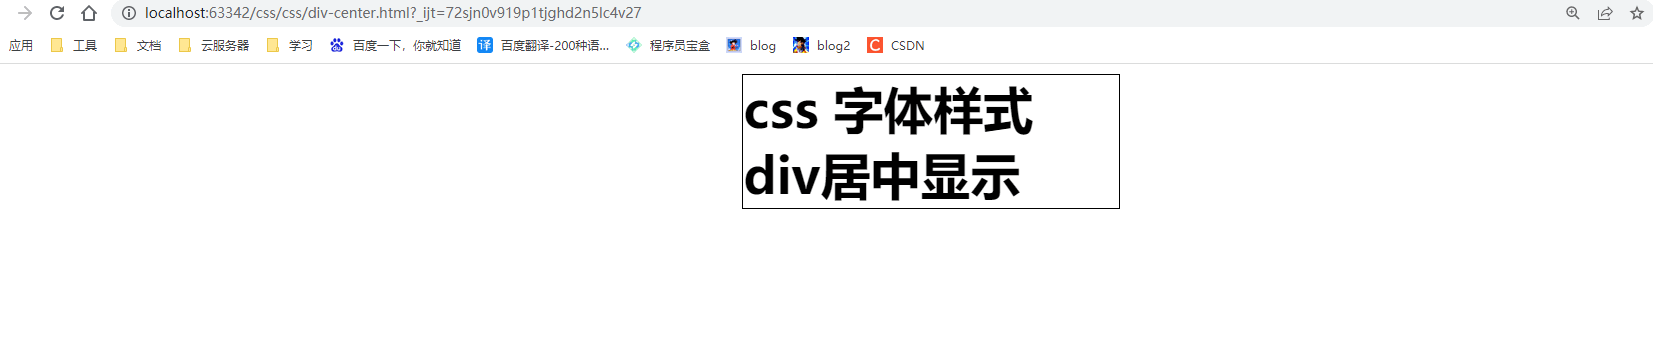 localhost:63342/css/css/div-center.html?_ijt=72sjn0v919p1tjghd2n5lc4v27
应用 工具 文档 云服务器 学习 百度一下，你就知道 译 百度翻译-200种语... 程序员宝盒 blog blog2 C CSDN
css 字体样式
div居中显示